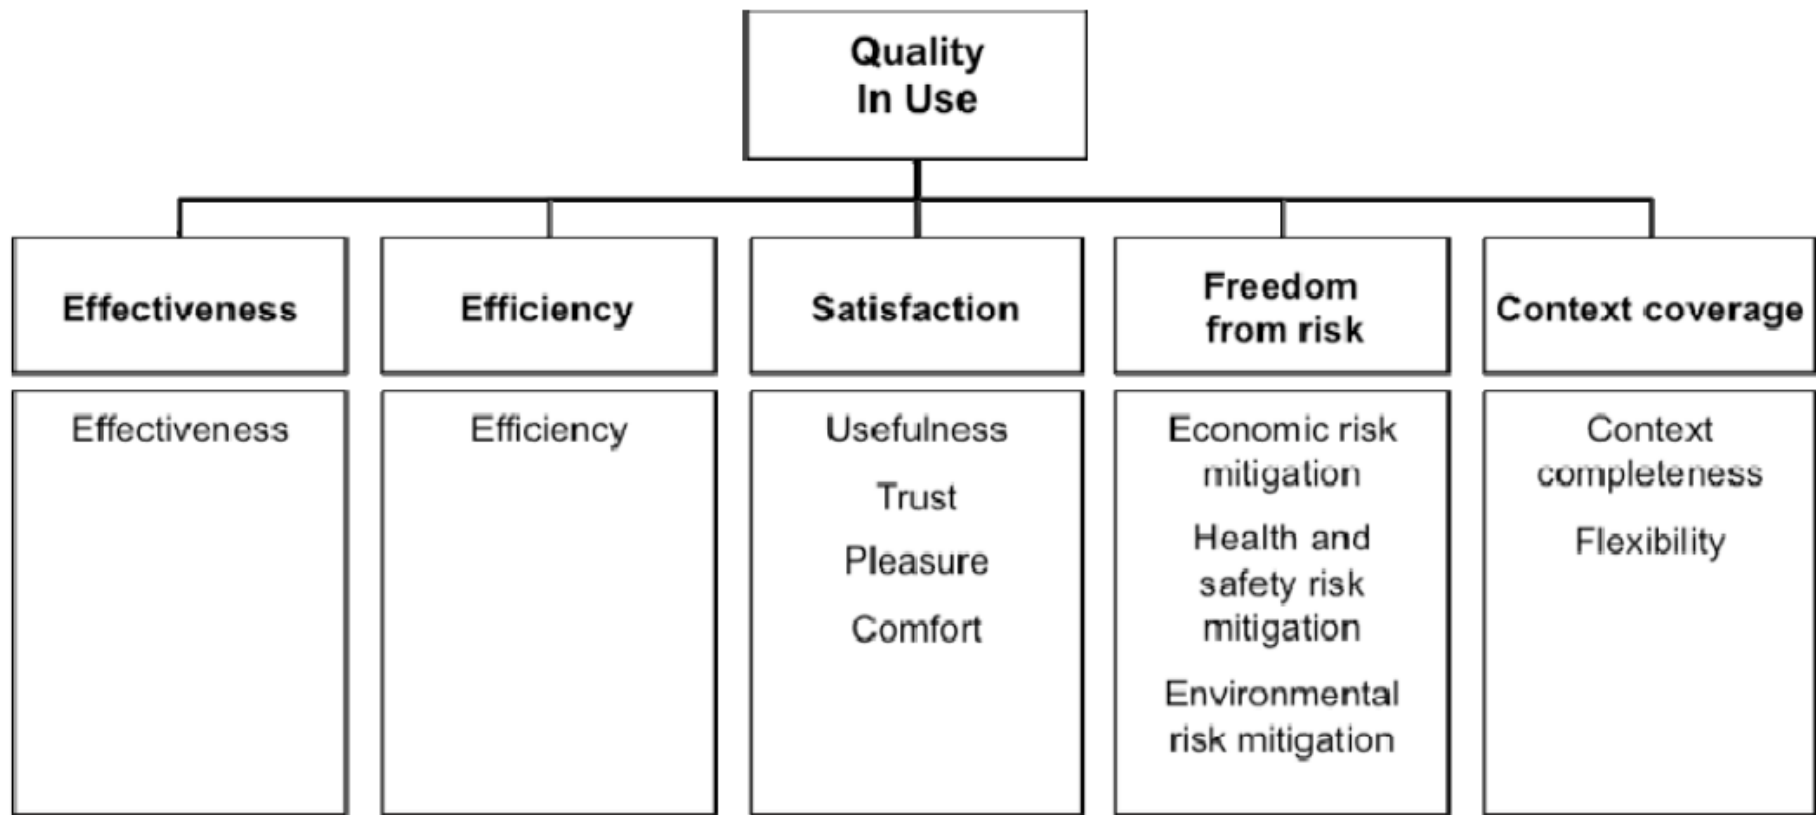 Quality
In Use
Effectiveness
Efficiency
Satisfaction
Freedom
from risk
Context coverage
Effectiveness
Efficiency
Usefulness
Trust
Pleasure
Comfort
Economic risk
mitigation
Health and
safety risk
mitigation
Environmental
risk mitigation
Context
completeness
Flexibility